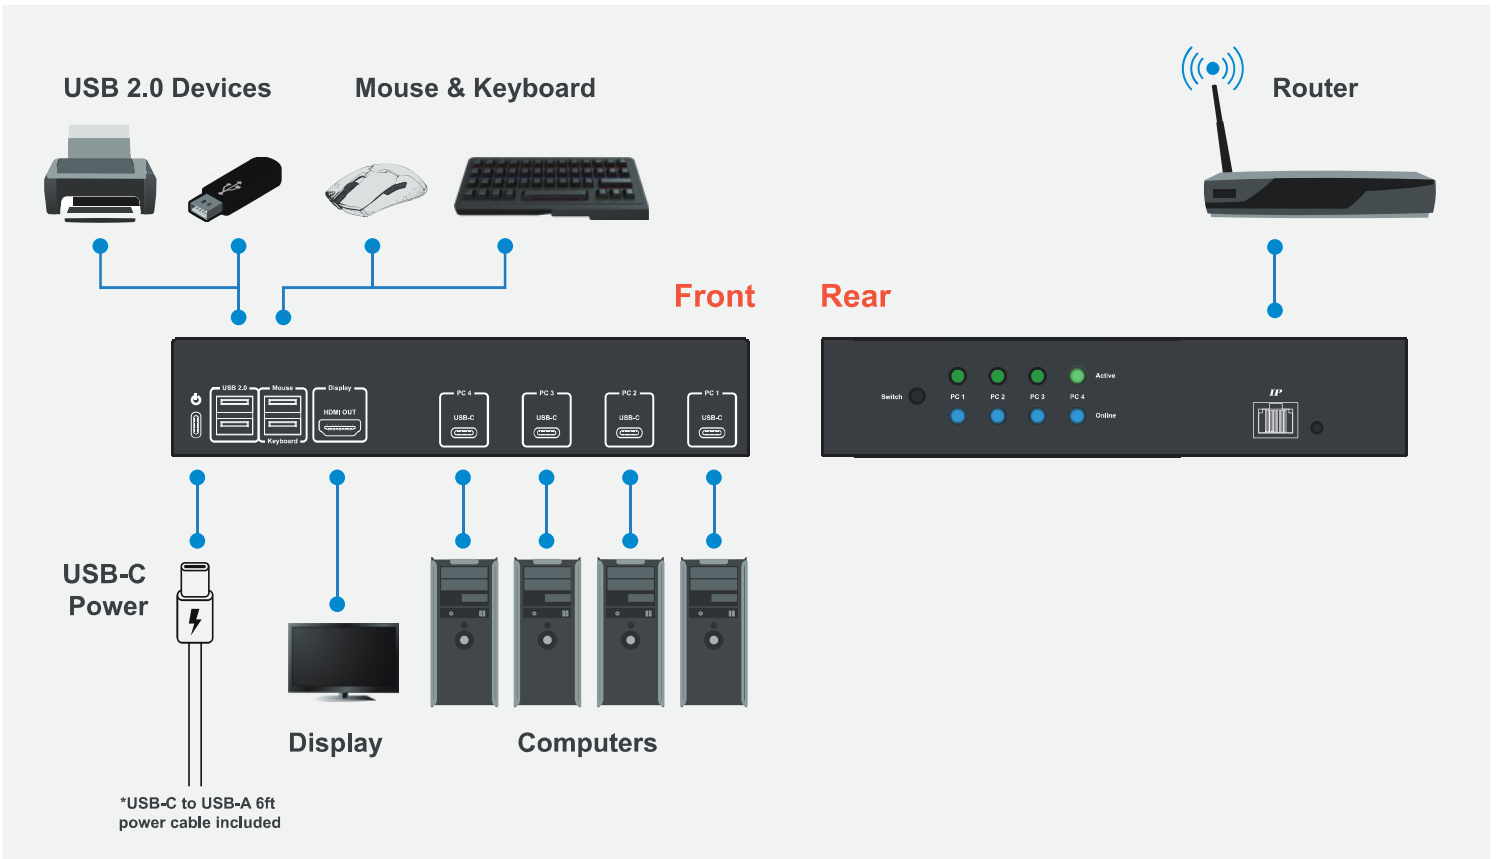 USB 2.0 Devices
Mouse & Keyboard
Router
Front
Rear
USB 2.0
Mouse
Display
HDMI OUT
Keyboard
PC 4
USB-C
PC 3
USB-C
PC 2
USB-C
PC 1
USB-C
Switch
Active
PC 1
PC 2
PC 3
PC 4
Online
IP
USB-C
Power
Display
Computers
*USB-C to USB-A 6ft
power cable included